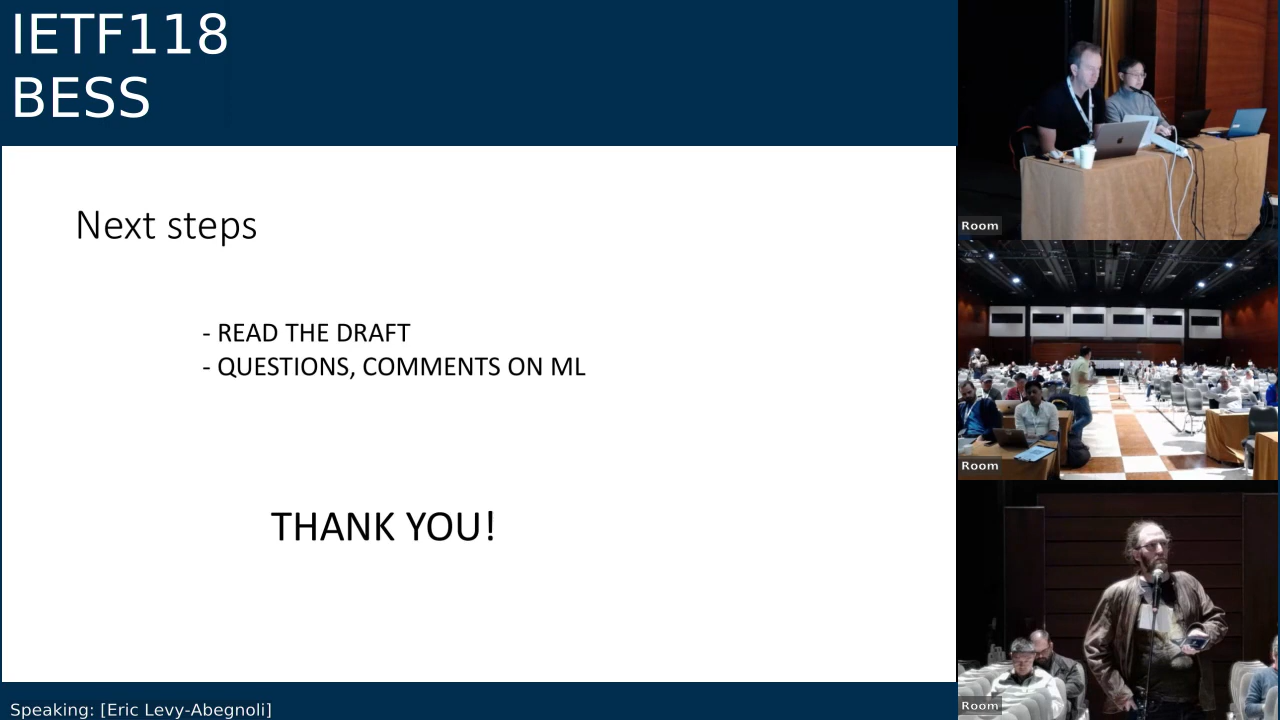 IETF118
BESS
Next steps
- READ THE DRAFT
- QUESTIONS, COMMENTS ON ML
THANK YOU!
Speaking: [Eric Levy-Abegnoli]
Room
Room
Room